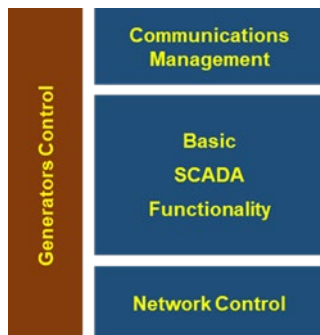 Generators Control
Communications
Management
Basic
SCADA
Functionality
Network Control